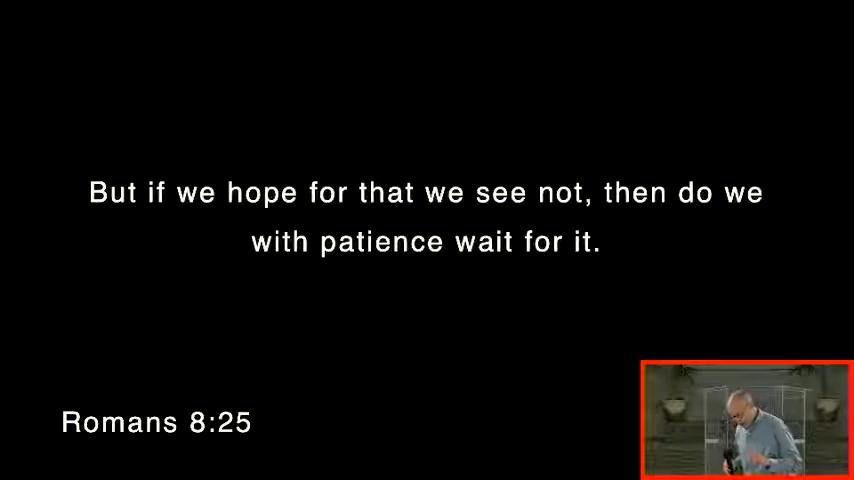 But if we hope for that we see not, then do we
with patience wait for it.
Romans 8:25